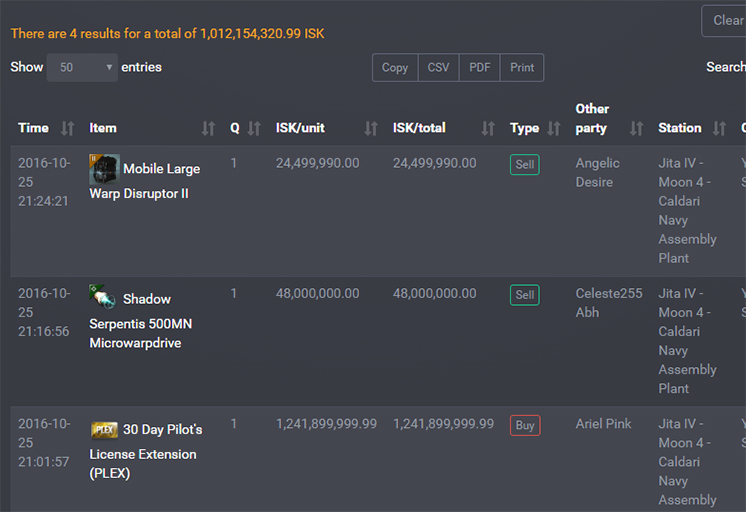 Clear
There are 4 results for a total of 1,012,154,320.99 ISK
Show 50 entries
Copy CSV PDF Print
Search
Time Item Q ISK/unit ISK/total Type Other party Station
2016-10-25 21:24:21 Mobile Large Warp Disruptor II 1 24,499,990.00 24,499,990.00 Sell Angelic Desire Jita IV - Moon 4 - Caldari Navy Assembly Plant
2016-10-25 21:16:56 Shadow Serpentis 500MN Microwarpdrive 1 48,000,000.00 48,000,000.00 Sell Celeste255 Abh Jita IV - Moon 4 - Caldari Navy Assembly Plant
2016-10-25 21:01:57 PLEX 30 Day Pilot's License Extension (PLEX) 1 1,241,899,999.99 1,241,899,999.99 Buy Ariel Pink Jita IV - Moon 4 - Caldari Navy Assembly